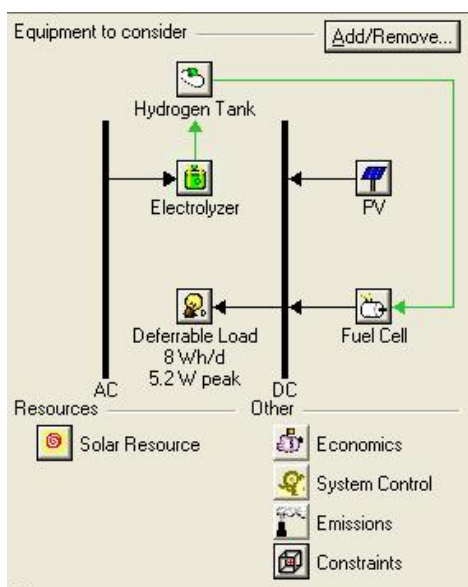 Equipment to consider
Add/Remove...
Hydrogen Tank
Electrolyzer
PV
Deferrable Load
8 Wh/d
5.2 W peak
Fuel Cell
AC
DC
Resources
Other
Solar Resource
Economics
System Control
Emissions
Constraints